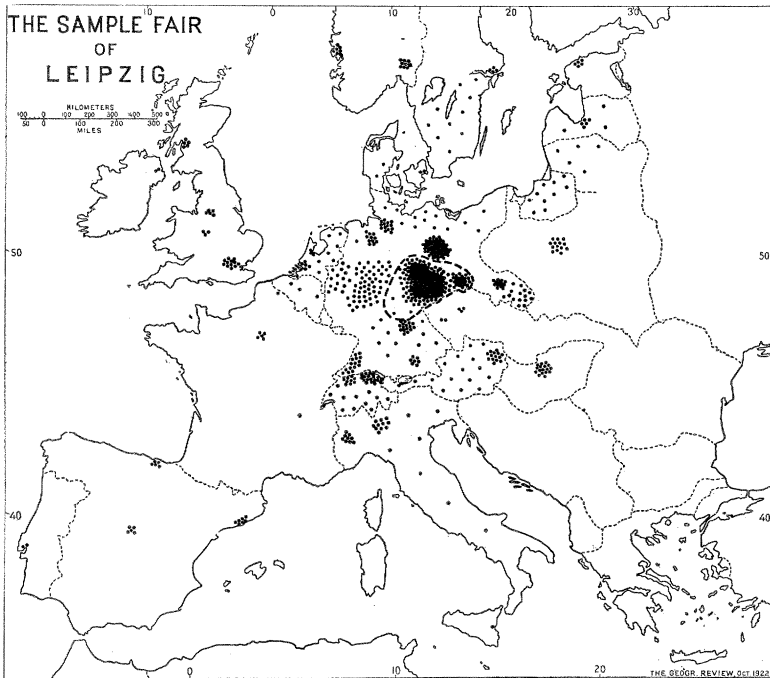 10 0 10 20 30
THE SAMPLE FAIR
OF
LEIPZIG
KILOMETERS
100 0 100 200 300 400 500
50 0 100 200 300
MILES
50 50
40 40
0 10 20
THE GEOGR. REVIEW, OCT. 1922